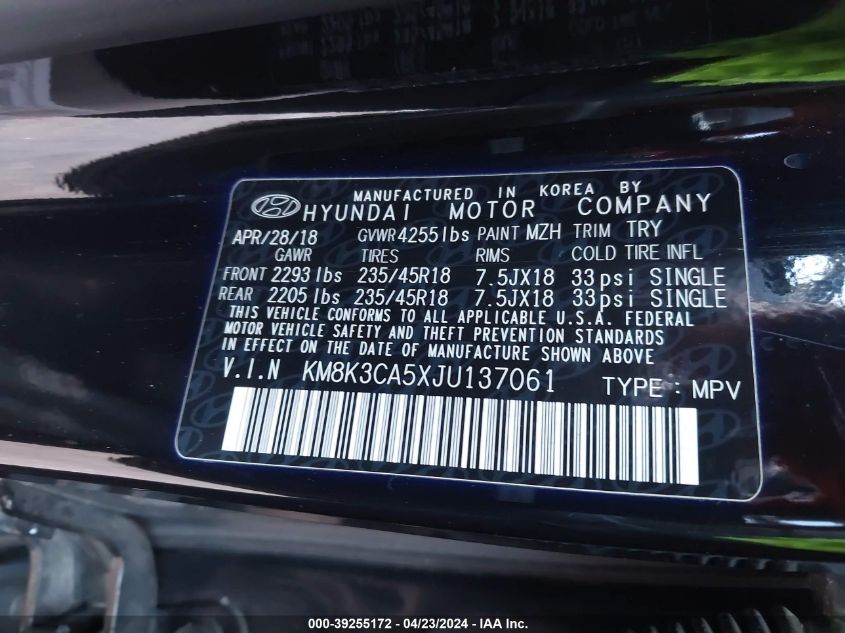 MANUFACTURED IN KOREA BY
HYUNDAI MOTOR COMPANY
APR/28/18 GVWR 4255lbs PAINT MZH TRIM TRY
GAWR TIRES RIMS COLD TIRE INFL
FRONT 2293lbs 235/45R18 7.5JX18 33psi SINGLE
REAR 2205lbs 235/45R18 7.5JX18 33psi SINGLE
THIS VEHICLE CONFORMS TO ALL APPLICABLE U.S.A. FEDERAL
MOTOR VEHICLE SAFETY AND THEFT PREVENTION STANDARDS
IN EFFECT ON THE DATE OF MANUFACTURE SHOWN ABOVE
V.I.N KM8K3CA5XJU137061 TYPE : MPV
000-39255172 / 04/23/2024 - IAA Inc.